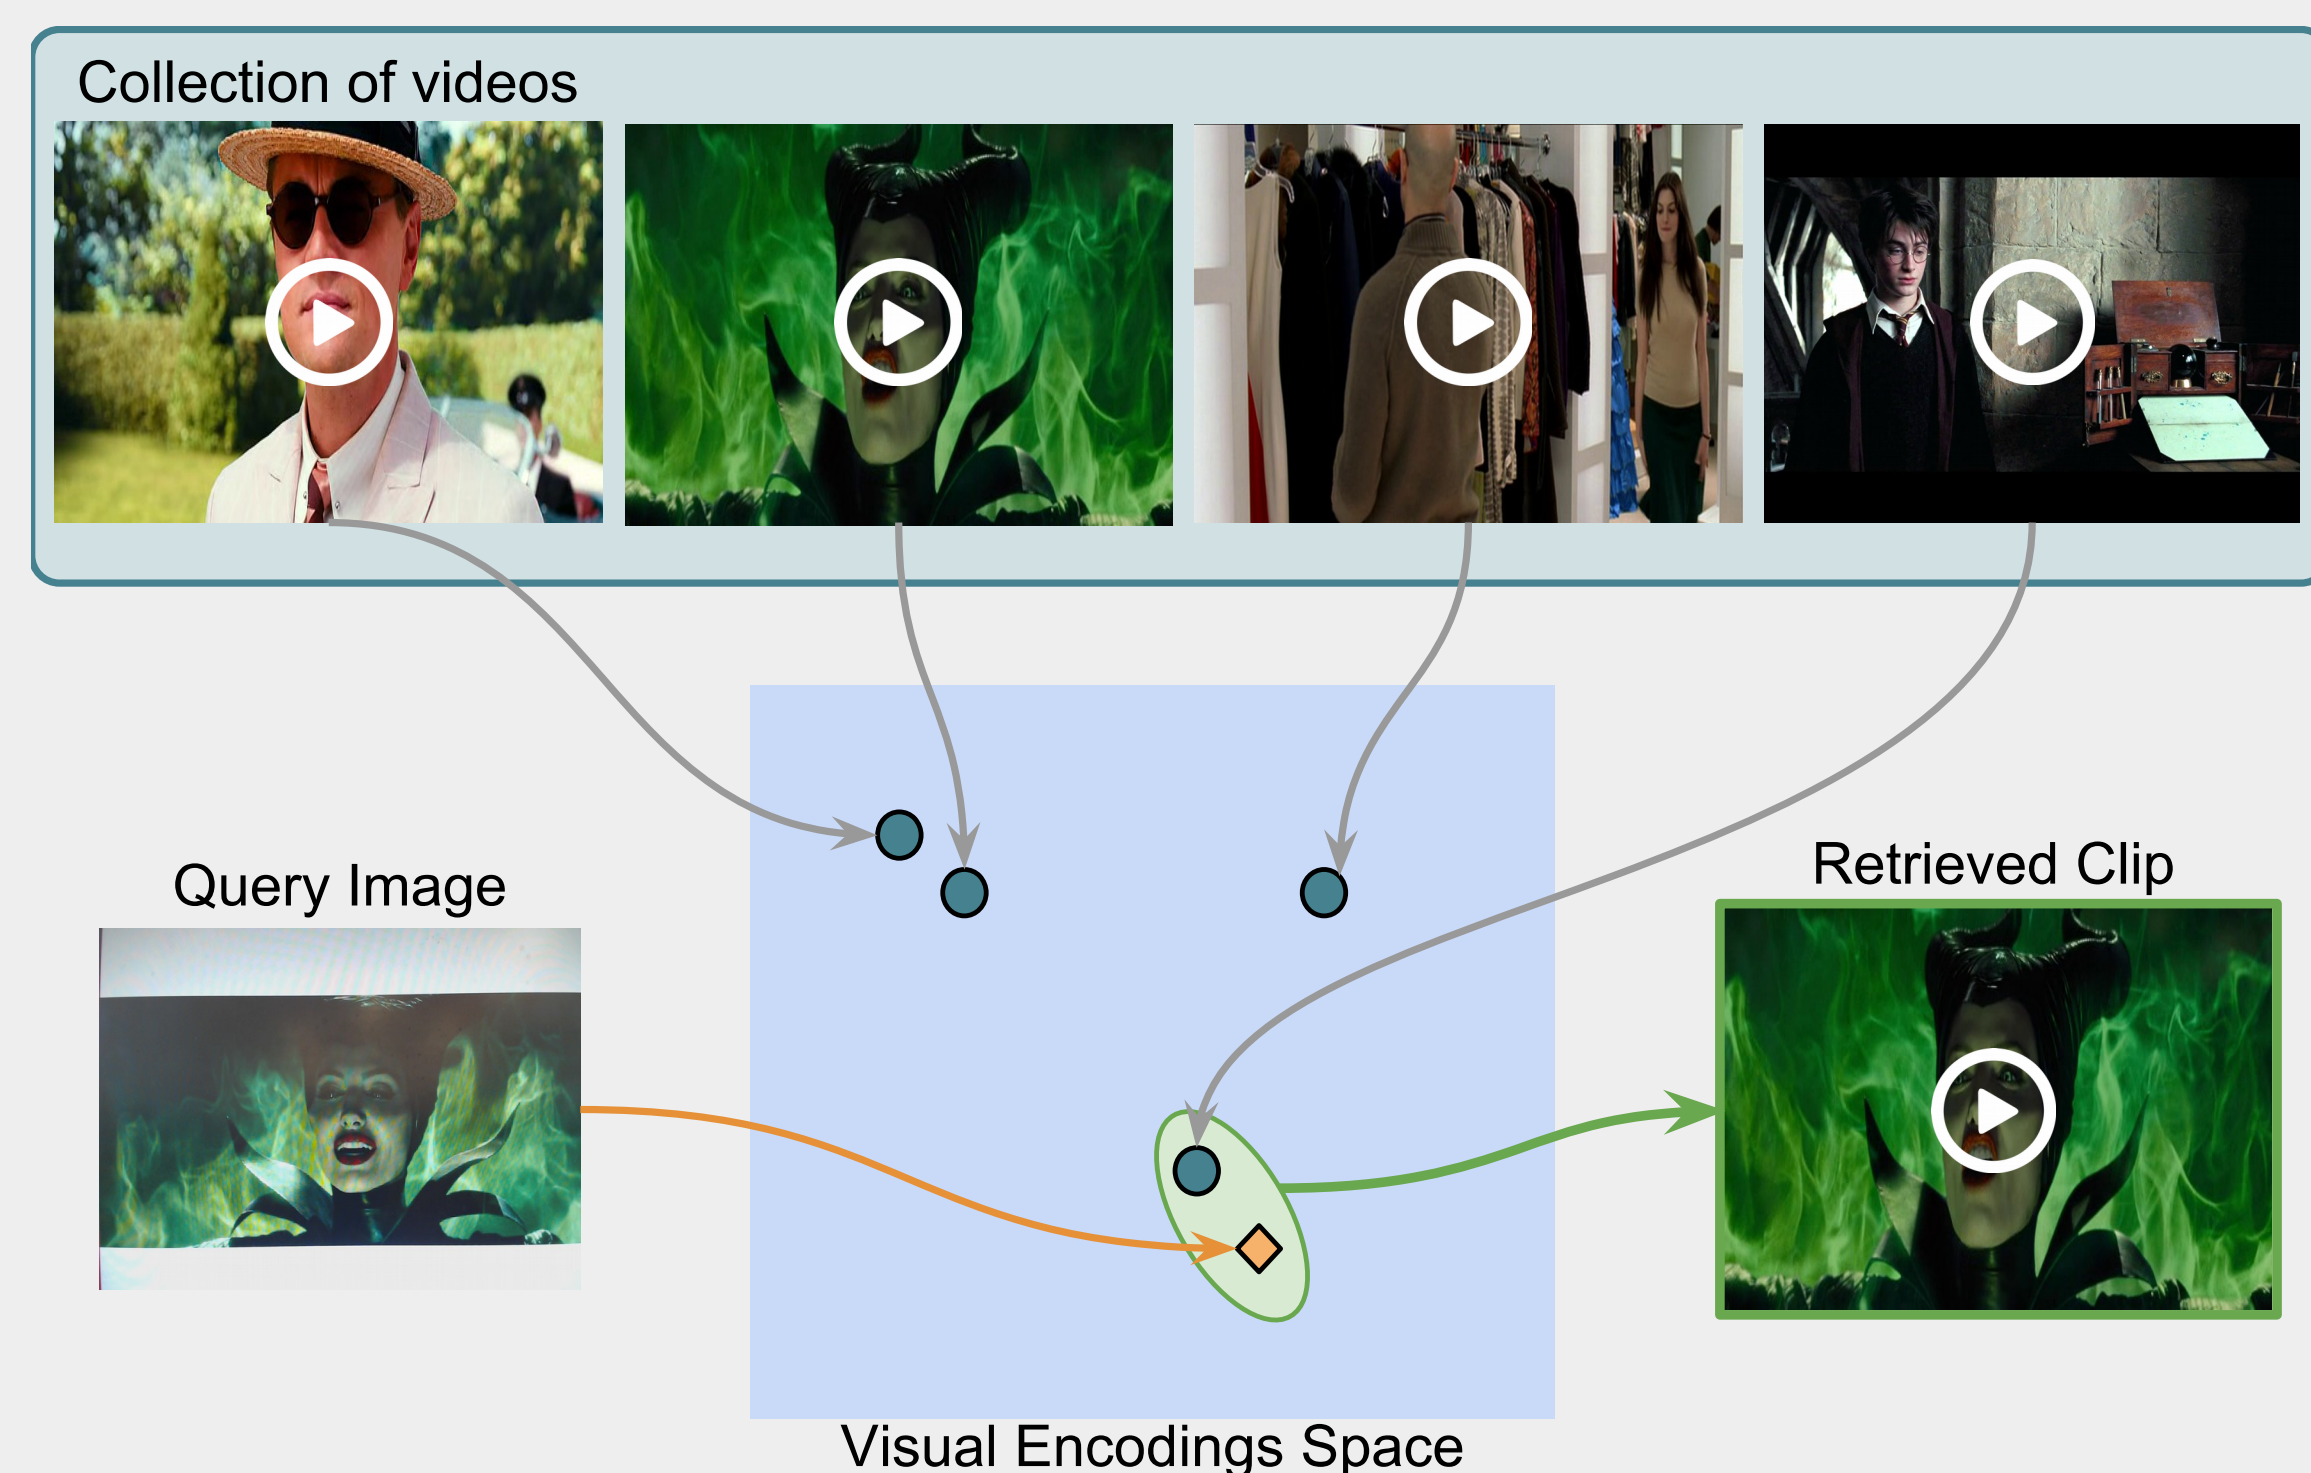 Collection of videos
Query Image
Retrieved Clip
Visual Encodings Space